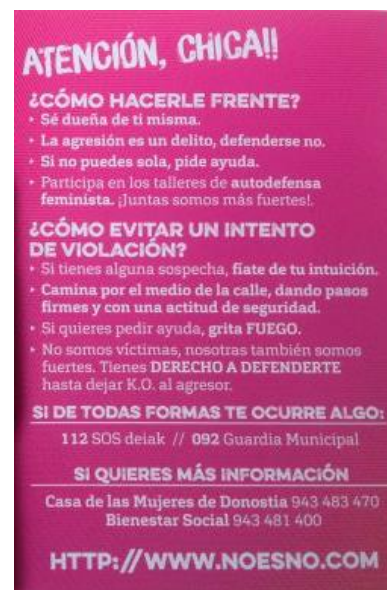 ATENCIÓN, CHICA!!
¿CÓMO HACERLE FRENTE?
• Sé dueña de ti misma.
• La agresión es un delito, defenderse no.
• Si no puedes sola, pide ayuda.
• Participa en los talleres de autodefensa
feminista. ¡Juntas somos más fuertes!.
¿CÓMO EVITAR UN INTENTO
DE VIOLACIÓN?
• Si tienes alguna sospecha, fíate de tu intuición.
• Camina por el medio de la calle, dando pasos
firmes y con una actitud de seguridad.
• Si quieres pedir ayuda, grita FUEGO.
• No somos víctimas, nosotras también somos
fuertes. Tienes DERECHO A DEFENDERTE
hasta dejar K.O. al agresor.
SI DE TODAS FORMAS TE OCURRE ALGO:
112 SOS deiak // 092 Guardia Municipal
SI QUIERES MÁS INFORMACIÓN
Casa de las Mujeres de Donostia 943 483 470
Bienestar Social 943 481 400
HTTP://WWW.NOESNO.COM